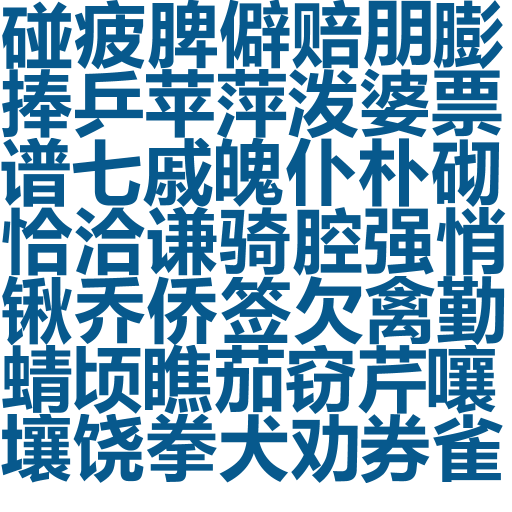 碰疲脾僻赔朋膨
捧乒苹萍泼婆票
谱七戚魄仆朴砌
恰洽谦骑腔强悄
锹乔侨签欠禽勤
蜻顷瞧茄窃芹嚷
壤饶拳犬劝券雀